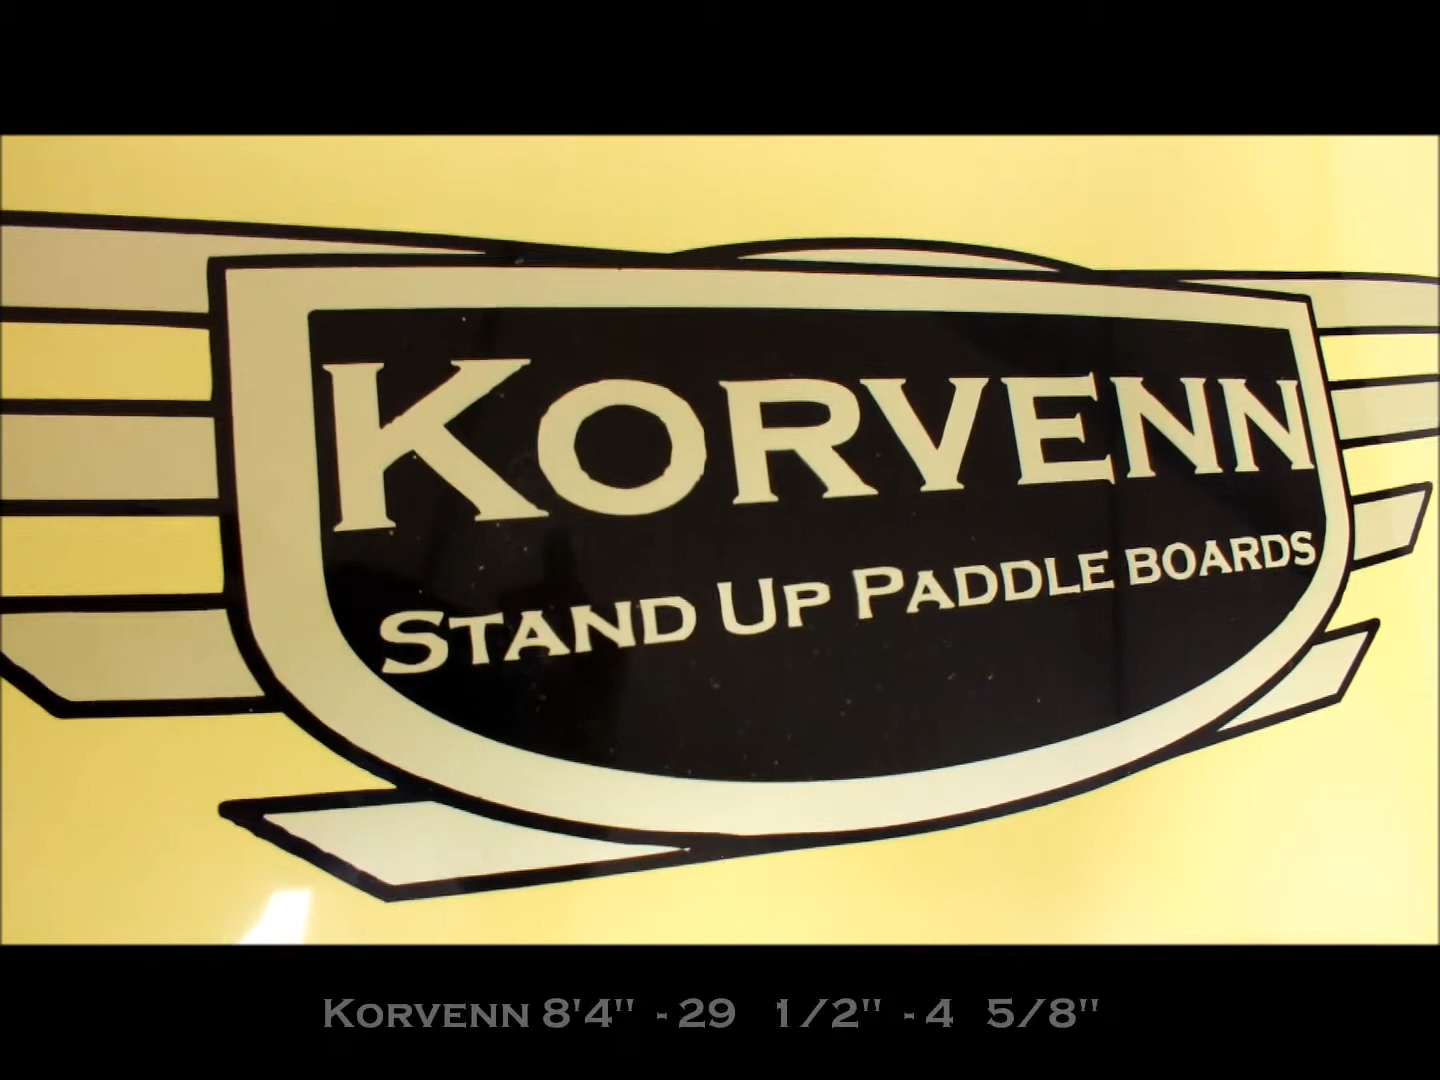 KORVENN
STAND UP PADDLE BOARDS
KORVENN 8'4" - 29 1/2" - 4 5/8"